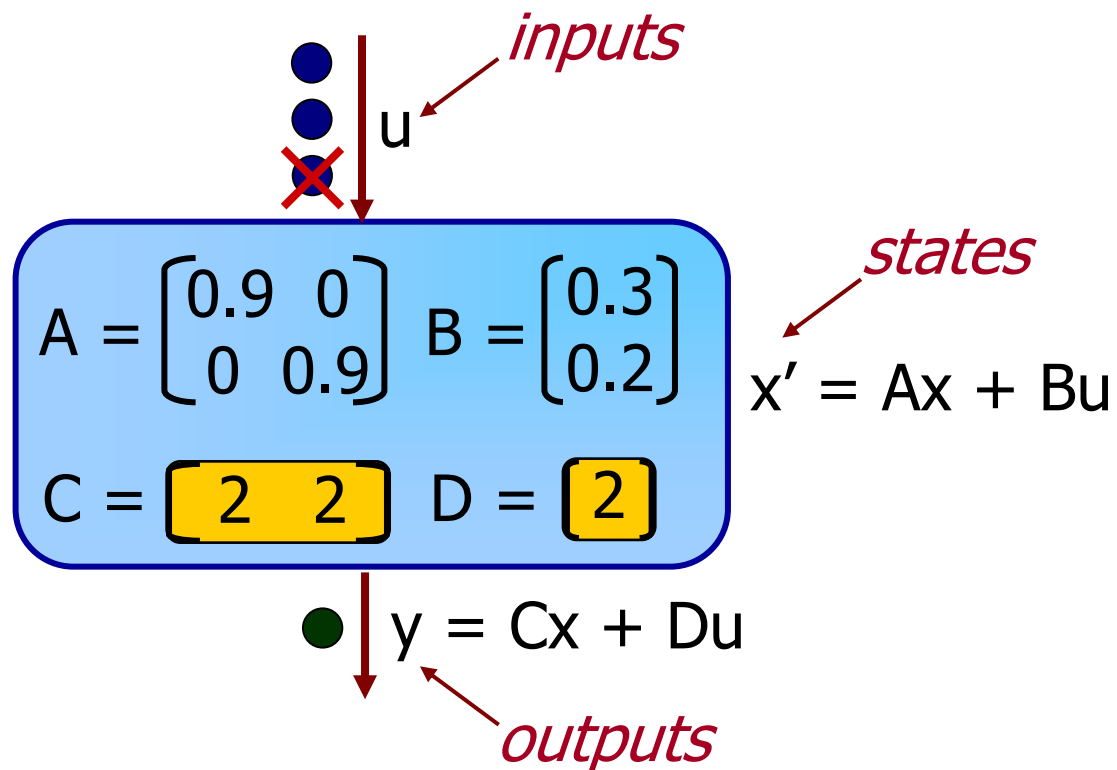 inputs
u
states
A = [0.9 0
0 0.9] B = [0.3
0.2]
x′ = Ax + Bu
C = [2 2] D = [2]
y = Cx + Du
outputs